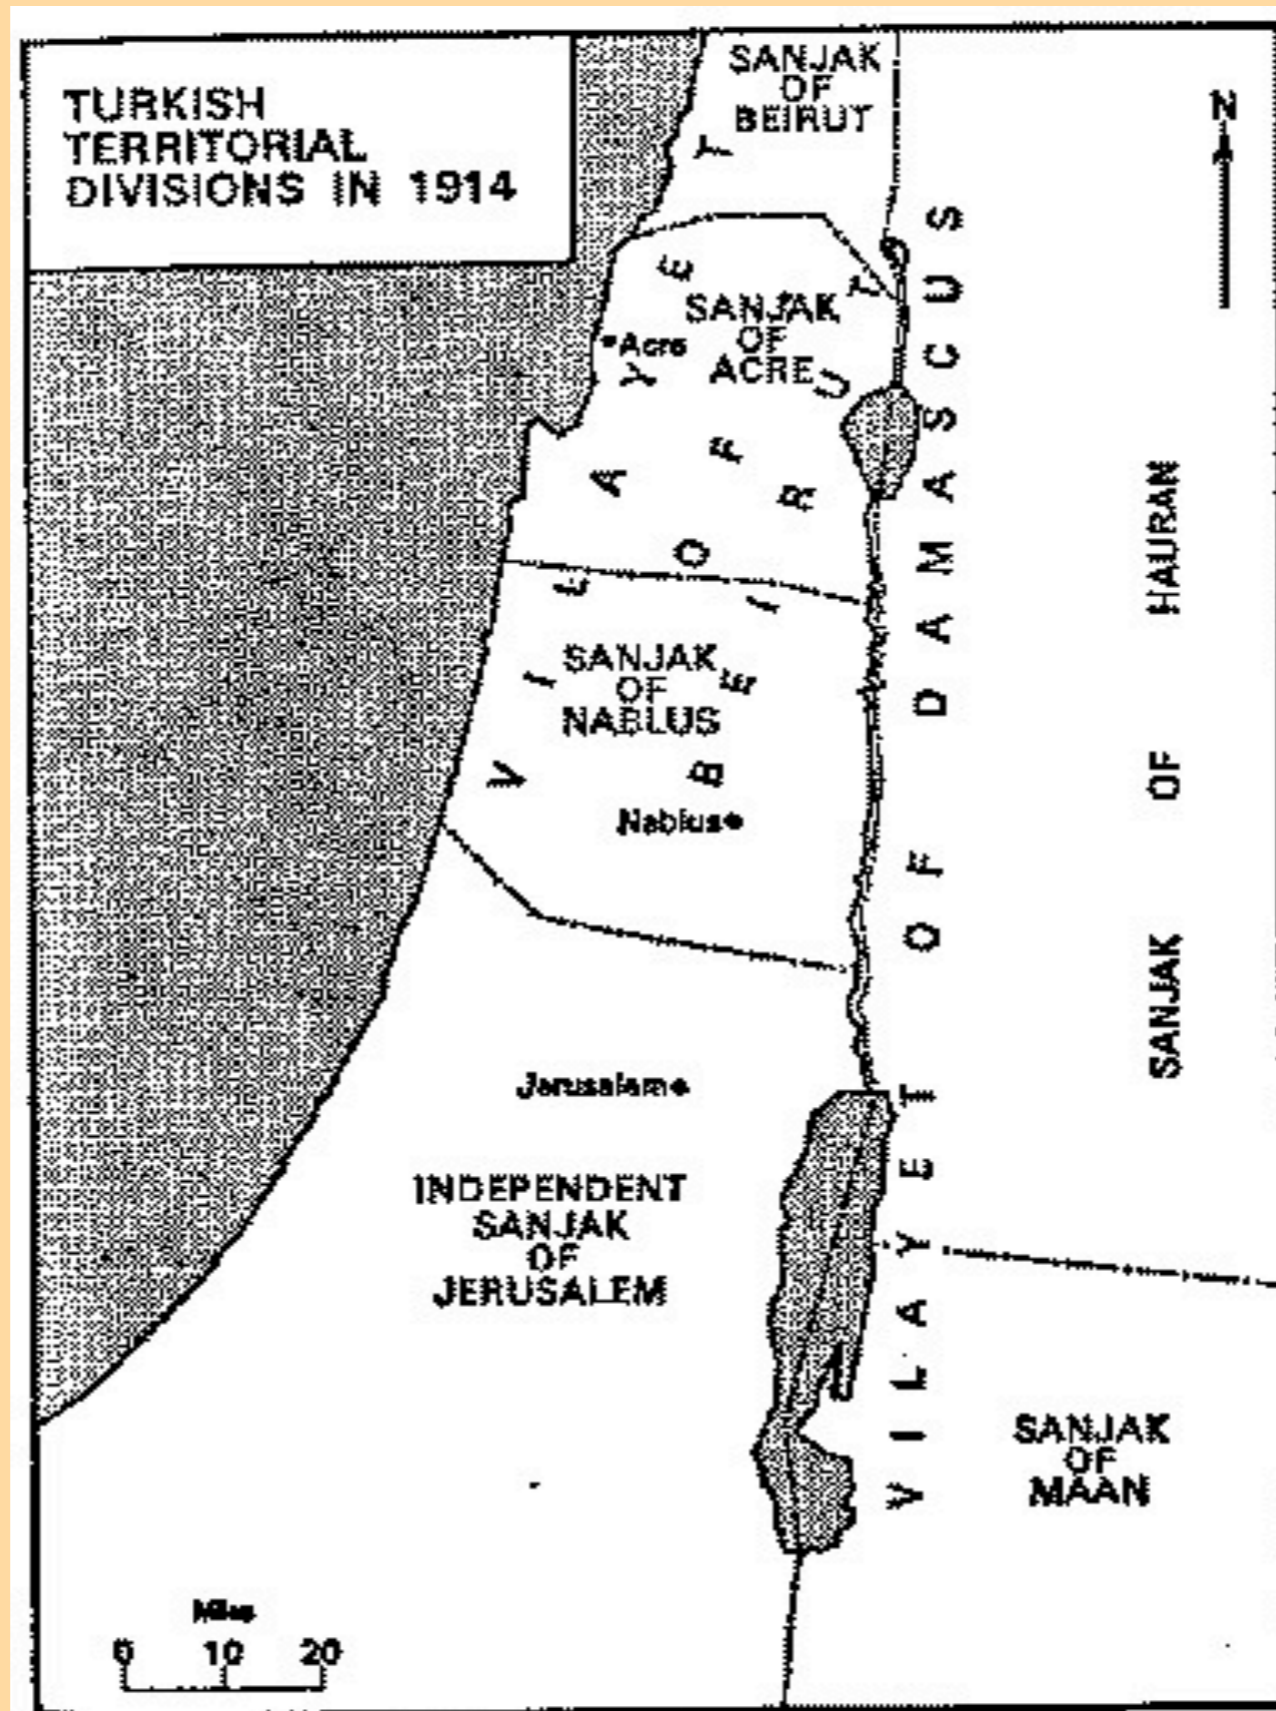 TURKISH
TERRITORIAL
DIVISIONS IN 1914
SANJAK
OF
BEIRUT
N
VILAYET OF BEIRUT
SANJAK
OF
ACRE
Acre
SANJAK
OF
NABLUS
Nablus
Jerusalem
INDEPENDENT
SANJAK
OF
JERUSALEM
VILAYET OF DAMASCUS
SANJAK OF HAURAN
SANJAK
OF
MAAN
Miles
0 10 20